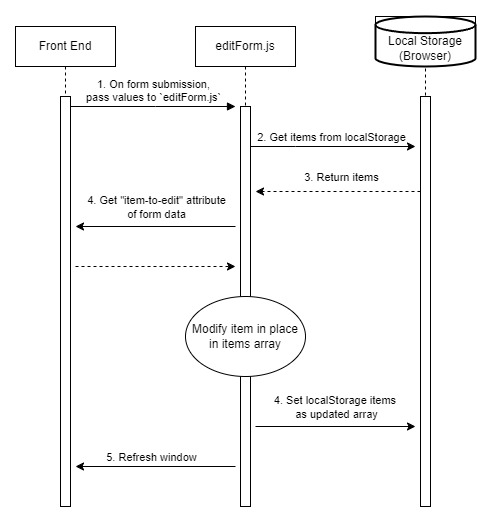 Front End
editForm.js
Local Storage
(Browser)
1. On form submission,
pass values to `editForm.js`
2. Get items from localStorage
3. Return items
4. Get "item-to-edit" attribute
of form data
Modify item in place
in items array
4. Set localStorage items
as updated array
5. Refresh window